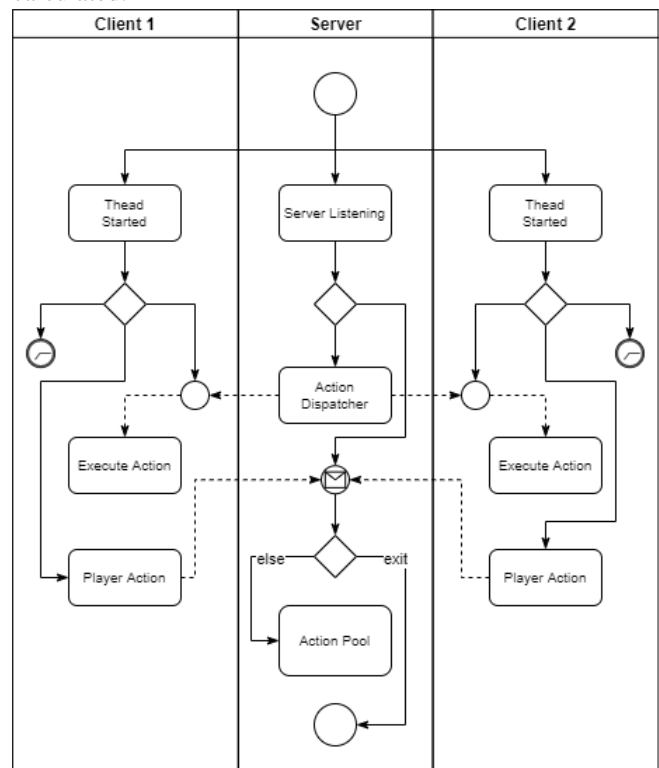 Client 1
Server
Client 2
Thead
Started
Server Listening
Thead
Started
Action
Dispatcher
Execute Action
Execute Action
else
exit
Player Action
Player Action
Action Pool